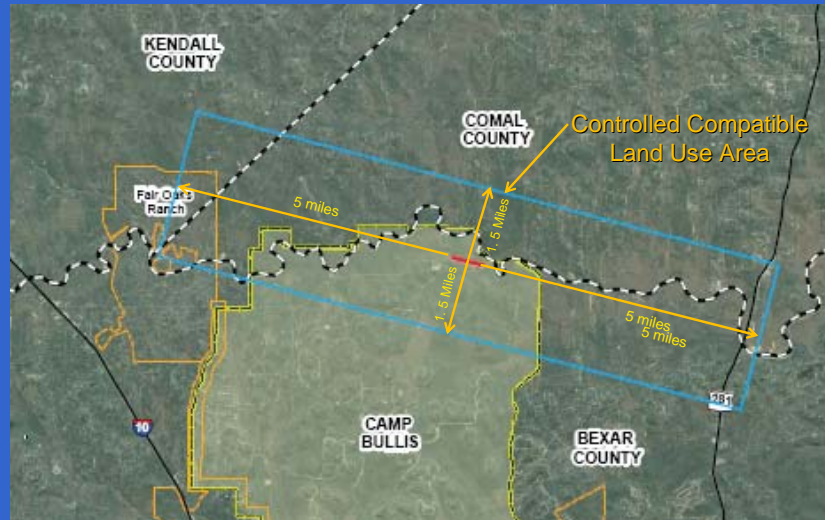 KENDALL
COUNTY
COMAL
COUNTY
Controlled Compatible
Land Use Area
Fair Oaks
Ranch
5 miles
1. 5 Miles
1. 5 Miles
5 miles
5 miles
281
10
CAMP
BULLIS
BEXAR
COUNTY